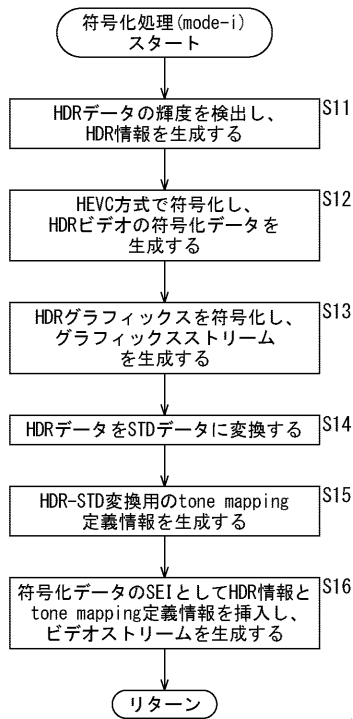 符号化処理(mode-i)
スタート
HDRデータの輝度を検出し、
HDR情報を生成する
S11
HEVC方式で符号化し、
HDRビデオの符号化データを
生成する
S12
HDRグラフィックスを符号化し、
グラフィックスストリーム
を生成する
S13
HDRデータをSTDデータに変換する
S14
HDR-STD変換用のtone mapping
定義情報を生成する
S15
符号化データのSEIとしてHDR情報と
tone mapping定義情報を挿入し、
ビデオストリームを生成する
S16
リターン